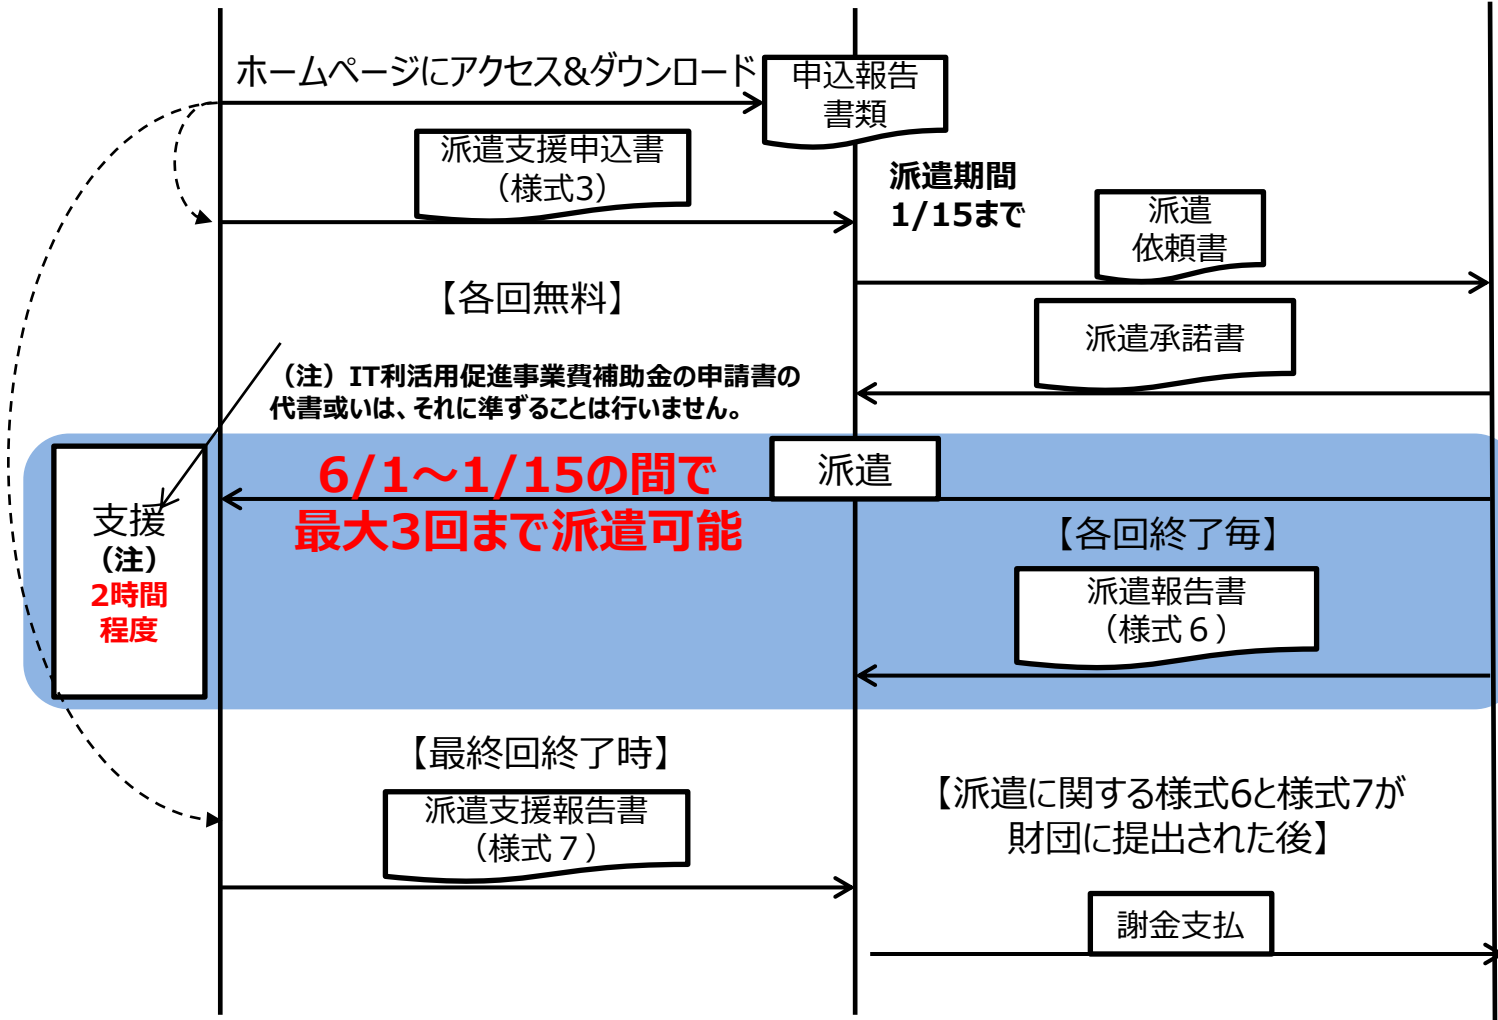 ホームページにアクセス&ダウンロード
申込報告
書類
派遣支援申込書
（様式3）
派遣期間
1/15まで
派遣
依頼書
【各回無料】
派遣承諾書
（注）IT利活用促進事業費補助金の申請書の
代書或いは、それに準ずることは行いません。
派遣
6/1～1/15の間で
最大3回まで派遣可能
支援
（注）
2時間
程度
【各回終了毎】
派遣報告書
（様式６）
【最終回終了時】
派遣支援報告書
（様式７）
【派遣に関する様式6と様式7が
財団に提出された後】
謝金支払